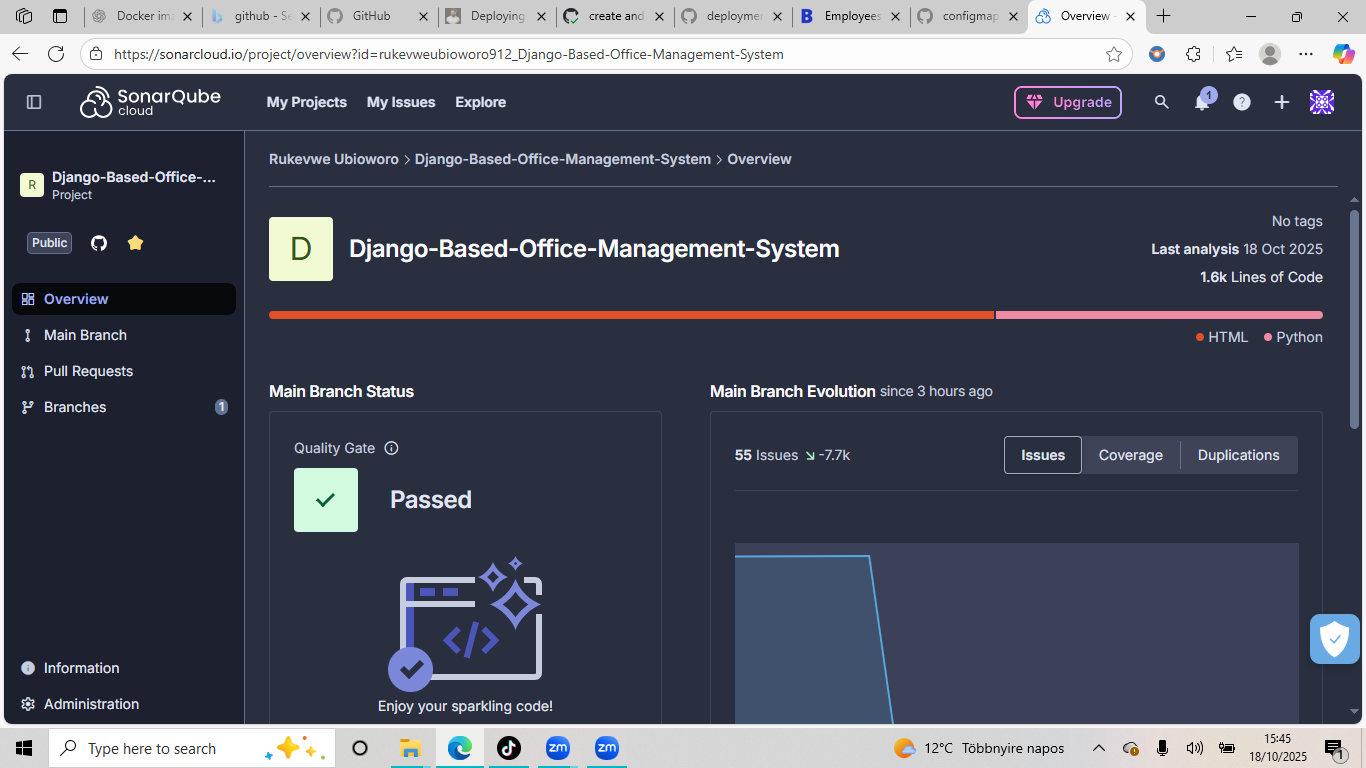 Docker im
github - Se
GitHub
Deploying
create and
deploymen
Employees
configmap
Overview -
https://sonarcloud.io/project/overview?id=rukevweubioworo912_Django-Based-Office-Management-System
SonarQube
cloud
My Projects
My Issues
Explore
Upgrade
1
?
R
Django-Based-Office-...
Project
Public
Overview
Main Branch
Pull Requests
Branches
1
Information
Administration
Rukevwe Ubioworo > Django-Based-Office-Management-System > Overview
D
Django-Based-Office-Management-System
No tags
Last analysis 18 Oct 2025
1.6k Lines of Code
HTML
Python
Main Branch Status
Quality Gate
Passed
Enjoy your sparkling code!
Main Branch Evolution since 3 hours ago
55 Issues -7.7k
Issues
Coverage
Duplications
Type here to search
zm
zm
12°C Többnyire napos
15:45
18/10/2025
1